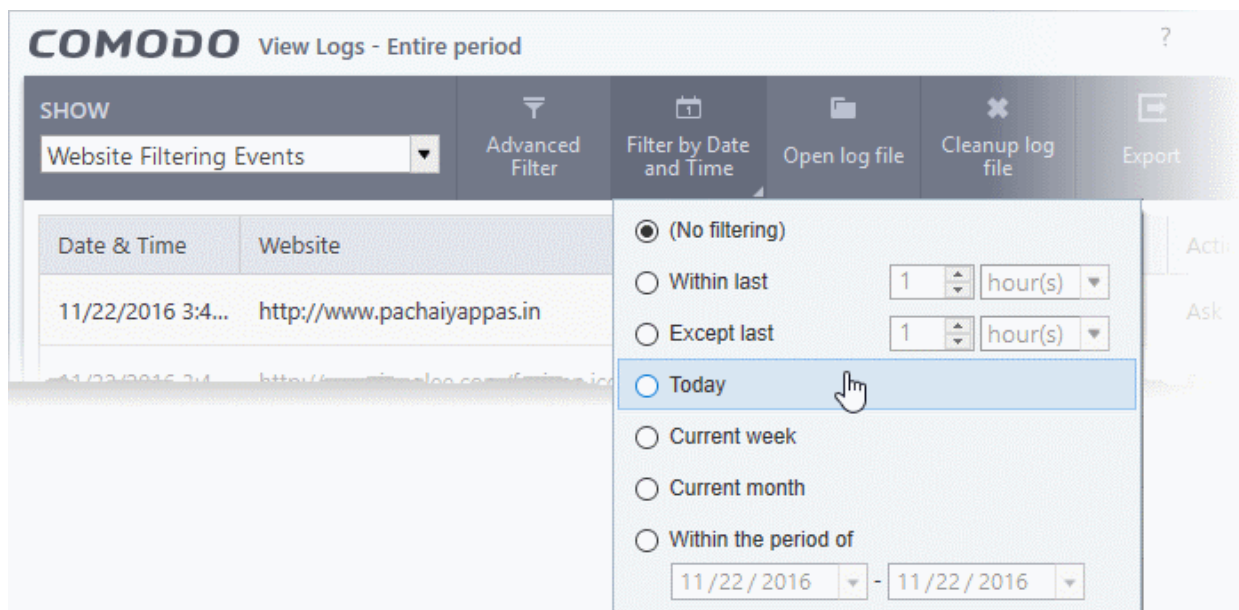 COMODO View Logs - Entire period
?
SHOW
Website Filtering Events
Advanced
Filter
Filter by Date
and Time
Open log file
Cleanup log
file
Export
Date & Time Website
11/22/2016 3:4... http://www.pachaiyappas.in
Ask
(No filtering)
Within last 1 hour(s)
Except last 1 hour(s)
Today
Current week
Current month
Within the period of
11/22/2016 - 11/22/2016